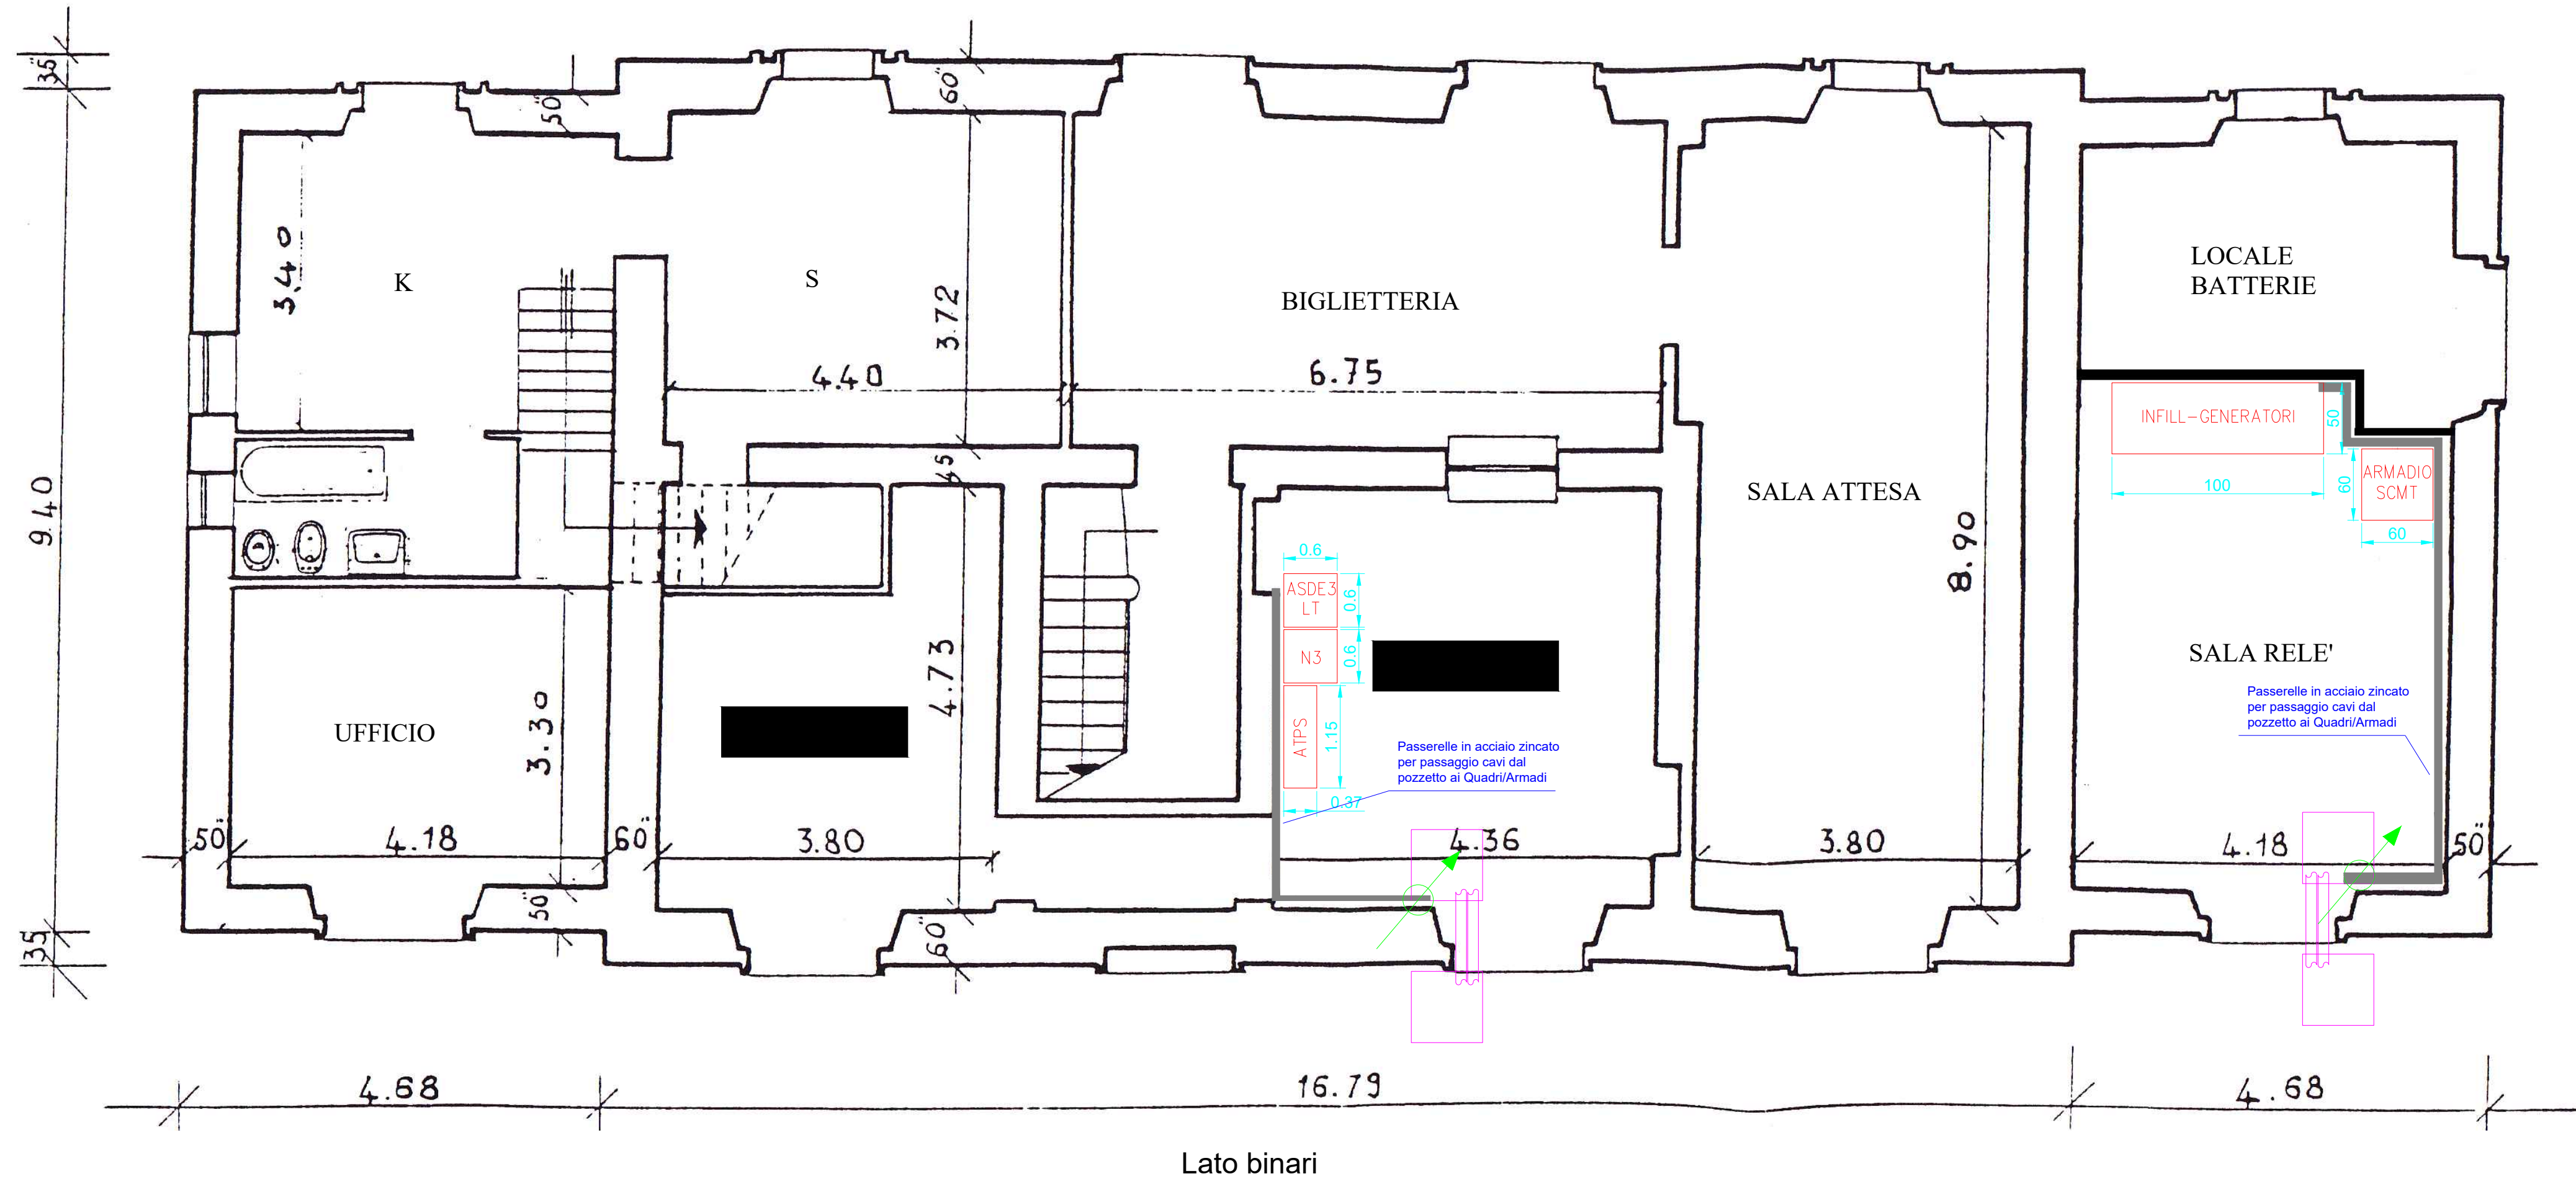 35"
50"
60"
3.40
K
S
3.72
4.40
BIGLIETTERIA
6.75
LOCALE
BATTERIE
INFILL-GENERATORI
50
100
ARMADIO
SCMT
60
60
9.40
45
SALA ATTESA
8.90
0.6
ASDE3
LT
0.6
N3
0.6
ATPS
1.15
0.37
4.73
UFFICIO
3.30
SALA RELE'
Passerelle in acciaio zincato
per passaggio cavi dal
pozzetto ai Quadri/Armadi
Passerelle in acciaio zincato
per passaggio cavi dal
pozzetto ai Quadri/Armadi
50"
4.18
60"
3.80
4.36
3.80
4.18
50"
35
50"
60"
4.68
16.79
4.68
Lato binari